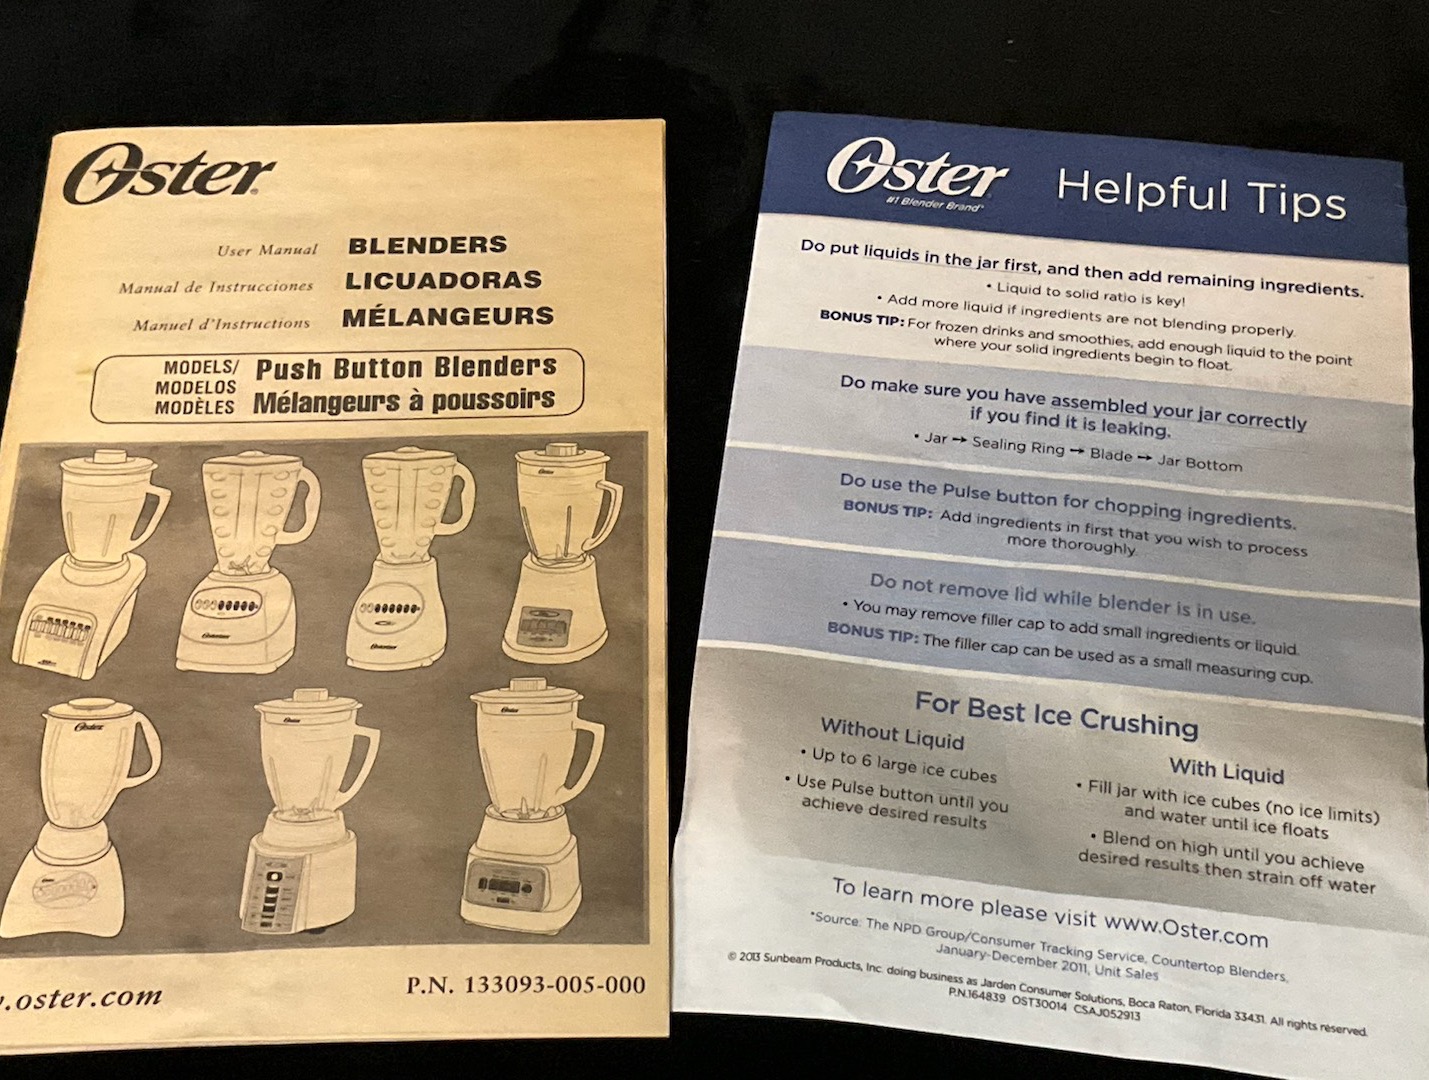 Oster
User Manual BLENDERS
Manual de Instrucciones LICUADORAS
Manuel d'Instructions MÉLANGEURS
MODELS/ Push Button Blenders
MODELOS
MODÈLES Mélangeurs à poussoirs
Oster
Oster
Oster
.oster.com
P.N. 133093-005-000
Oster
#1 Blender Brand*
Helpful Tips
Do put liquids in the jar first, and then add remaining ingredients.
• Liquid to solid ratio is key!
• Add more liquid if ingredients are not blending properly.
BONUS TIP: For frozen drinks and smoothies, add enough liquid to the point
where your solid ingredients begin to float.
Do make sure you have assembled your jar correctly
if you find it is leaking.
• Jar → Sealing Ring → Blade → Jar Bottom
Do use the Pulse button for chopping ingredients.
BONUS TIP: Add ingredients in first that you wish to process
more thoroughly.
Do not remove lid while blender is in use.
• You may remove filler cap to add small ingredients or liquid.
BONUS TIP: The filler cap can be used as a small measuring cup.
For Best Ice Crushing
Without Liquid
• Up to 6 large ice cubes
• Use Pulse button until you
achieve desired results
With Liquid
• Fill jar with ice cubes (no ice limits)
and water until ice floats
• Blend on high until you achieve
desired results then strain off water
To learn more please visit www.Oster.com
*Source: The NPD Group/Consumer Tracking Service, Countertop Blenders,
January-December 2011, Unit Sales
© 2013 Sunbeam Products, Inc. doing business as Jarden Consumer Solutions, Boca Raton, Florida 33431. All rights reserved.
P.N.164839 OST30014 CSAJ052913